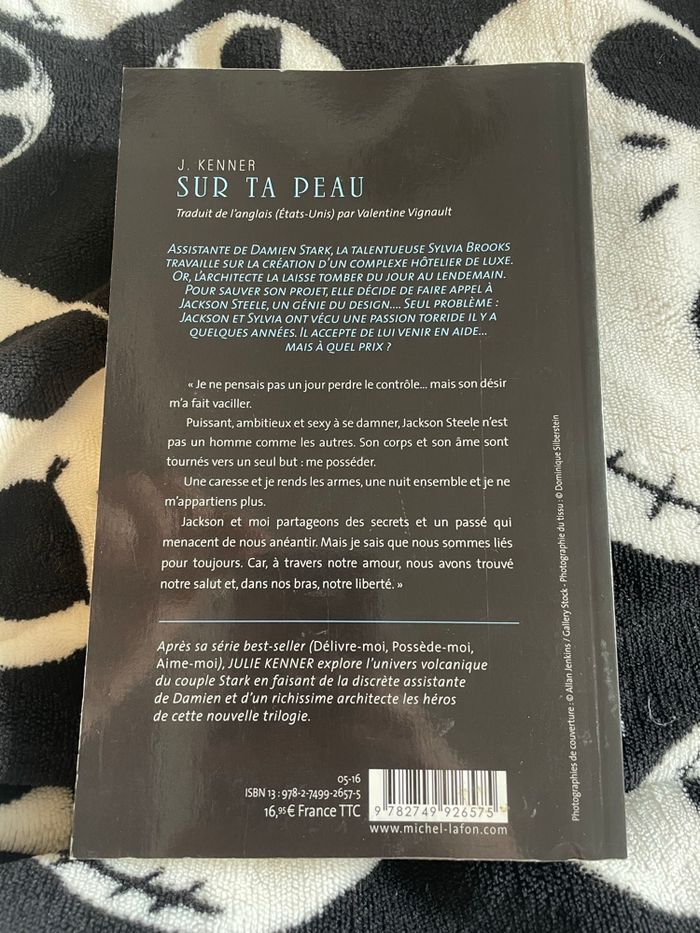 J. KENNER
SUR TA PEAU
Traduit de l'anglais (États-Unis) par Valentine Vignault
ASSISTANTE DE DAMIEN STARK, LA TALENTUEUSE SYLVIA BROOKS
TRAVAILLE SUR LA CRÉATION D'UN COMPLEXE HÔTELIER DE LUXE.
OR, L'ARCHITECTE LA LAISSE TOMBER DU JOUR AU LENDEMAIN.
POUR SAUVER SON PROJET, ELLE DÉCIDE DE FAIRE APPEL À
JACKSON STEELE, UN GÉNIE DU DESIGN.... SEUL PROBLÈME :
JACKSON ET SYLVIA ONT VÉCU UNE PASSION TORRIDE IL Y A
QUELQUES ANNÉES. IL ACCEPTE DE LUI VENIR EN AIDE...
MAIS À QUEL PRIX ?
« Je ne pensais pas un jour perdre le contrôle... mais son désir
m'a fait vaciller.
Puissant, ambitieux et sexy à se damner, Jackson Steele n'est
pas un homme comme les autres. Son corps et son âme sont
tournés vers un seul but : me posséder.
Une caresse et je rends les armes, une nuit ensemble et je ne
m'appartiens plus.
Jackson et moi partageons des secrets et un passé qui
menacent de nous anéantir. Mais je sais que nous sommes liés
pour toujours. Car, à travers notre amour, nous avons trouvé
notre salut et, dans nos bras, notre liberté. »
Après sa série best-seller (Délivre-moi, Possède-moi,
Aime-moi), JULIE KENNER explore l'univers volcanique
du couple Stark en faisant de la discrète assistante
de Damien et d'un richissime architecte les héros
de cette nouvelle trilogie.
05-16
ISBN 13 : 978-2-7499-2657-5
16,95 € France TTC
9 782749 926575
www.michel-lafon.com
Photographies de couverture : © Allan Jenkins / Gallery Stock - Photographie du tissu : © Dominique Silberstein